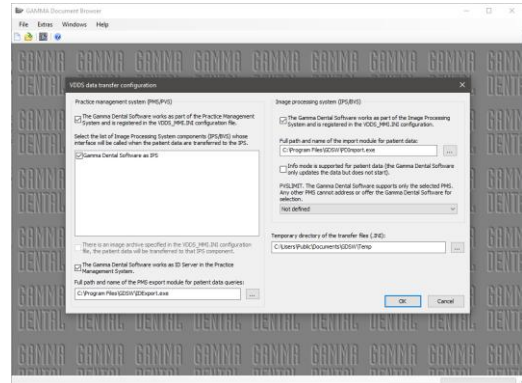 GAMMA Document Browser
File Extras Windows Help
GAMMA DENTAL
VDDS data transfer configuration
Practice management system (PMS/PVS)
The Gamma Dental Software works as part of the Practice Management
System and is registered in the VDDS_MMI.INI configuration file.
Select the list of Image Processing System components (IPS/BVS) whose
interface will be called when the patient data are transferred to the IPS.
Gamma Dental Software as IPS
There is an image archive specified in the VDDS_MMI.INI configuration
file, the patient data will be transferred to that IPS component.
The Gamma Dental Software works as ID Server in the Practice
Management System.
Full path and name of the PMS export module for patient data queries:
C:\Program Files\GDSW\PDExport.exe
...
Image processing system (IPS/BVS)
The Gamma Dental Software works as part of the Image Processing
System and is registered in the VDDS_MMI.INI configuration.
Full path and name of the import module for patient data:
C:\Program Files\GDSW\PDImport.exe
...
Info mode is supported for patient data (the Gamma Dental Software
only updates the data but does not start).
PVSLIMIT. The Gamma Dental Software supports only the selected PMS.
Any other PMS cannot address or offer the Gamma Dental Software for
selection.
Not defined
Temporary directory of the transfer files (.INI):
C:\Users\Public\Documents\GDSW\Temp
...
OK Cancel